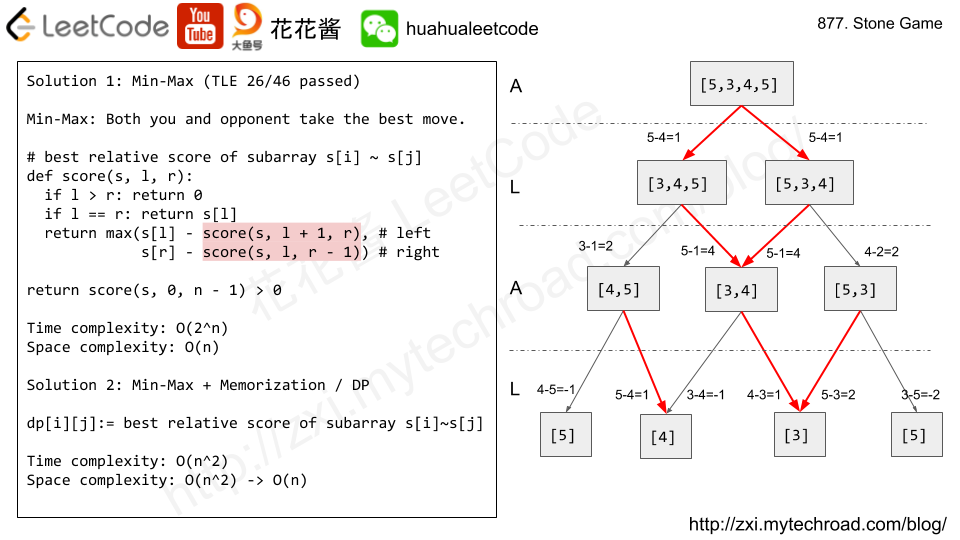 LeetCode
You
Tube
大鱼号
花花酱
huahualeetcode
877. Stone Game
Solution 1: Min-Max (TLE 26/46 passed)
Min-Max: Both you and opponent take the best move.
# best relative score of subarray s[i] ~ s[j]
def score(s, l, r):
if l > r: return 0
if l == r: return s[l]
return max(s[l] - score(s, l + 1, r), # left
s[r] - score(s, l, r - 1)) # right
return score(s, 0, n - 1) > 0
Time complexity: O(2^n)
Space complexity: O(n)
Solution 2: Min-Max + Memorization / DP
dp[i][j]:= best relative score of subarray s[i]~s[j]
Time complexity: O(n^2)
Space complexity: O(n^2) -> O(n)
A
[5,3,4,5]
5-4=1
5-4=1
L
[3,4,5]
[5,3,4]
3-1=2
5-1=4
5-1=4
4-2=2
A
[4,5]
[3,4]
[5,3]
L
4-5=-1
5-4=1
3-4=-1
4-3=1
5-3=2
3-5=-2
[5]
[4]
[3]
[5]
花花酱 LeetCode
http://zxi.mytechroad.com/blog/
http://zxi.mytechroad.com/blog/